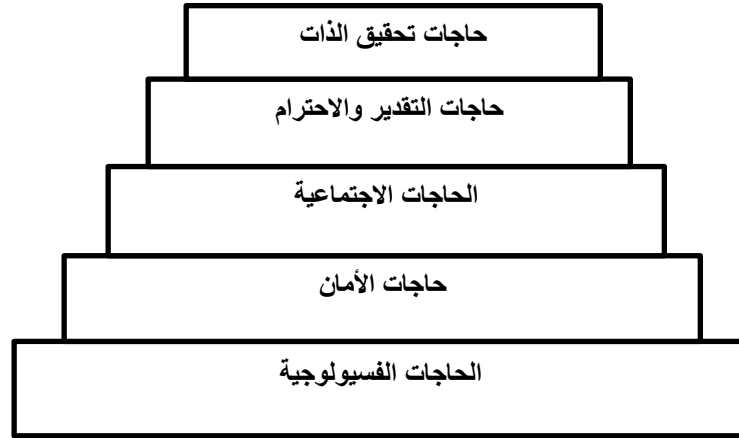 حاجات تحقيق الذات
حاجات التقدير والاحترام
الحاجات الاجتماعية
حاجات الأمان
الحاجات الفسيولوجية